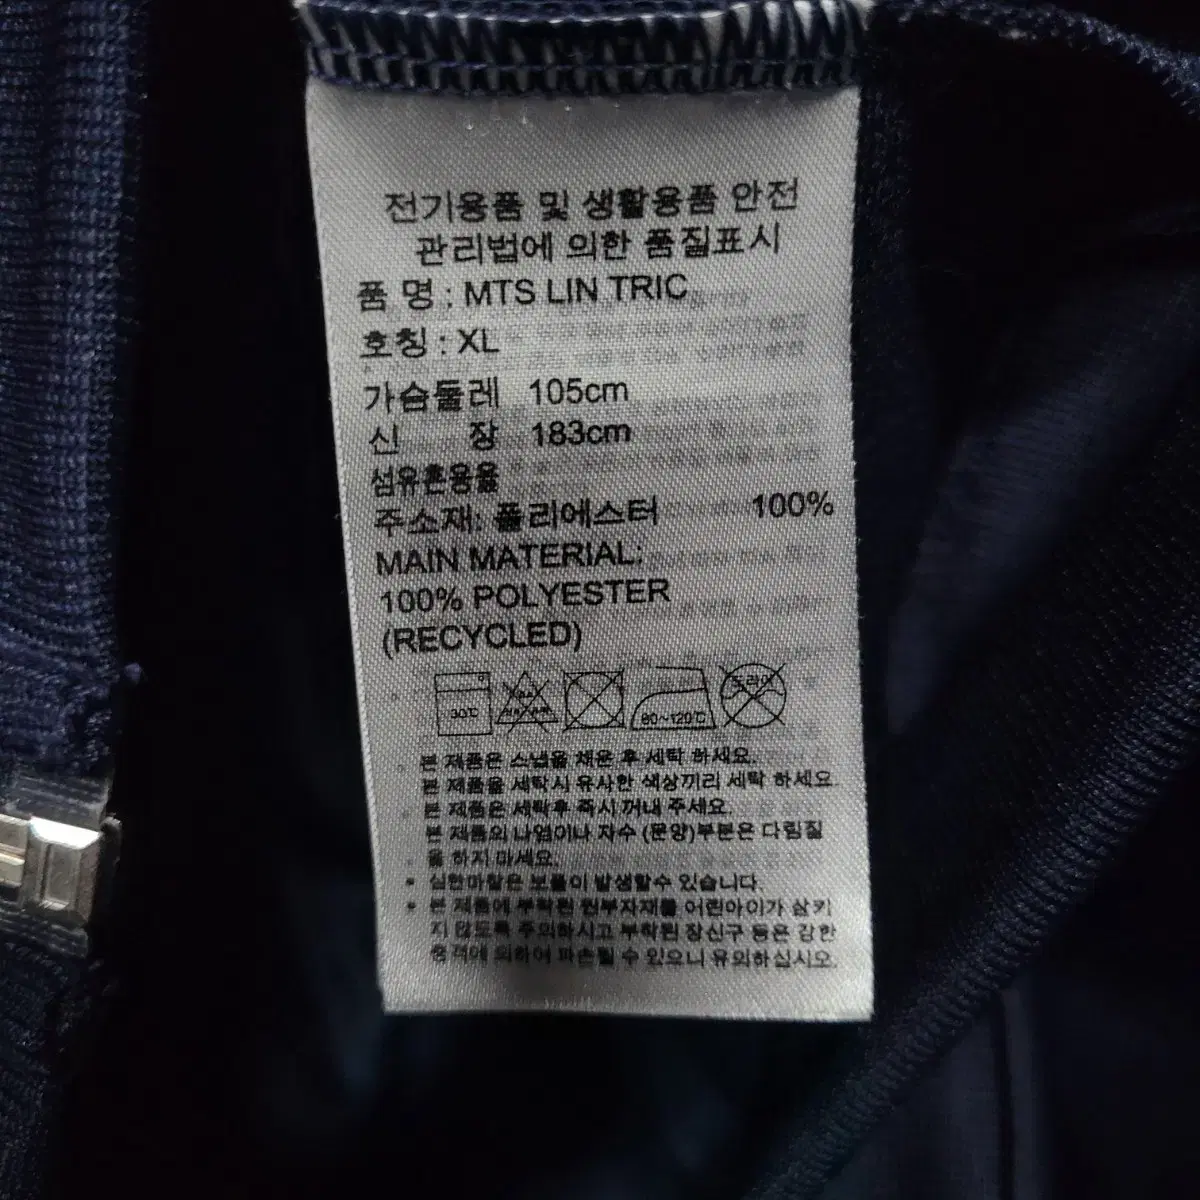 전기용품 및 생활용품 안전
관리법에 의한 품질표시
품 명 : MTS LIN TRIC
호칭 : XL
가슴둘레 105cm
신 장 183cm
섬유혼용율
주소재: 폴리에스터 100%
MAIN MATERIAL:
100% POLYESTER
(RECYCLED)
30℃ 80~120℃ 드라이
본 제품은 스냅을 채운 후 세탁 하세요.
본 제품을 세탁시 유사한 색상끼리 세탁 하세요
본 제품은 세탁후 즉시 꺼내 주세요.
본 제품의 나염이나 자수 (문양)부분은 다림질
을 하지 마세요.
• 심한마찰은 보풀이 발생할수 있습니다.
• 본 제품에 부착된 원부자재를 어린아이가 삼키
지 않도록 주의하시고 부착된 장신구 등은 강한
충격에 의하여 파손될 수 있으니 유의하십시오.